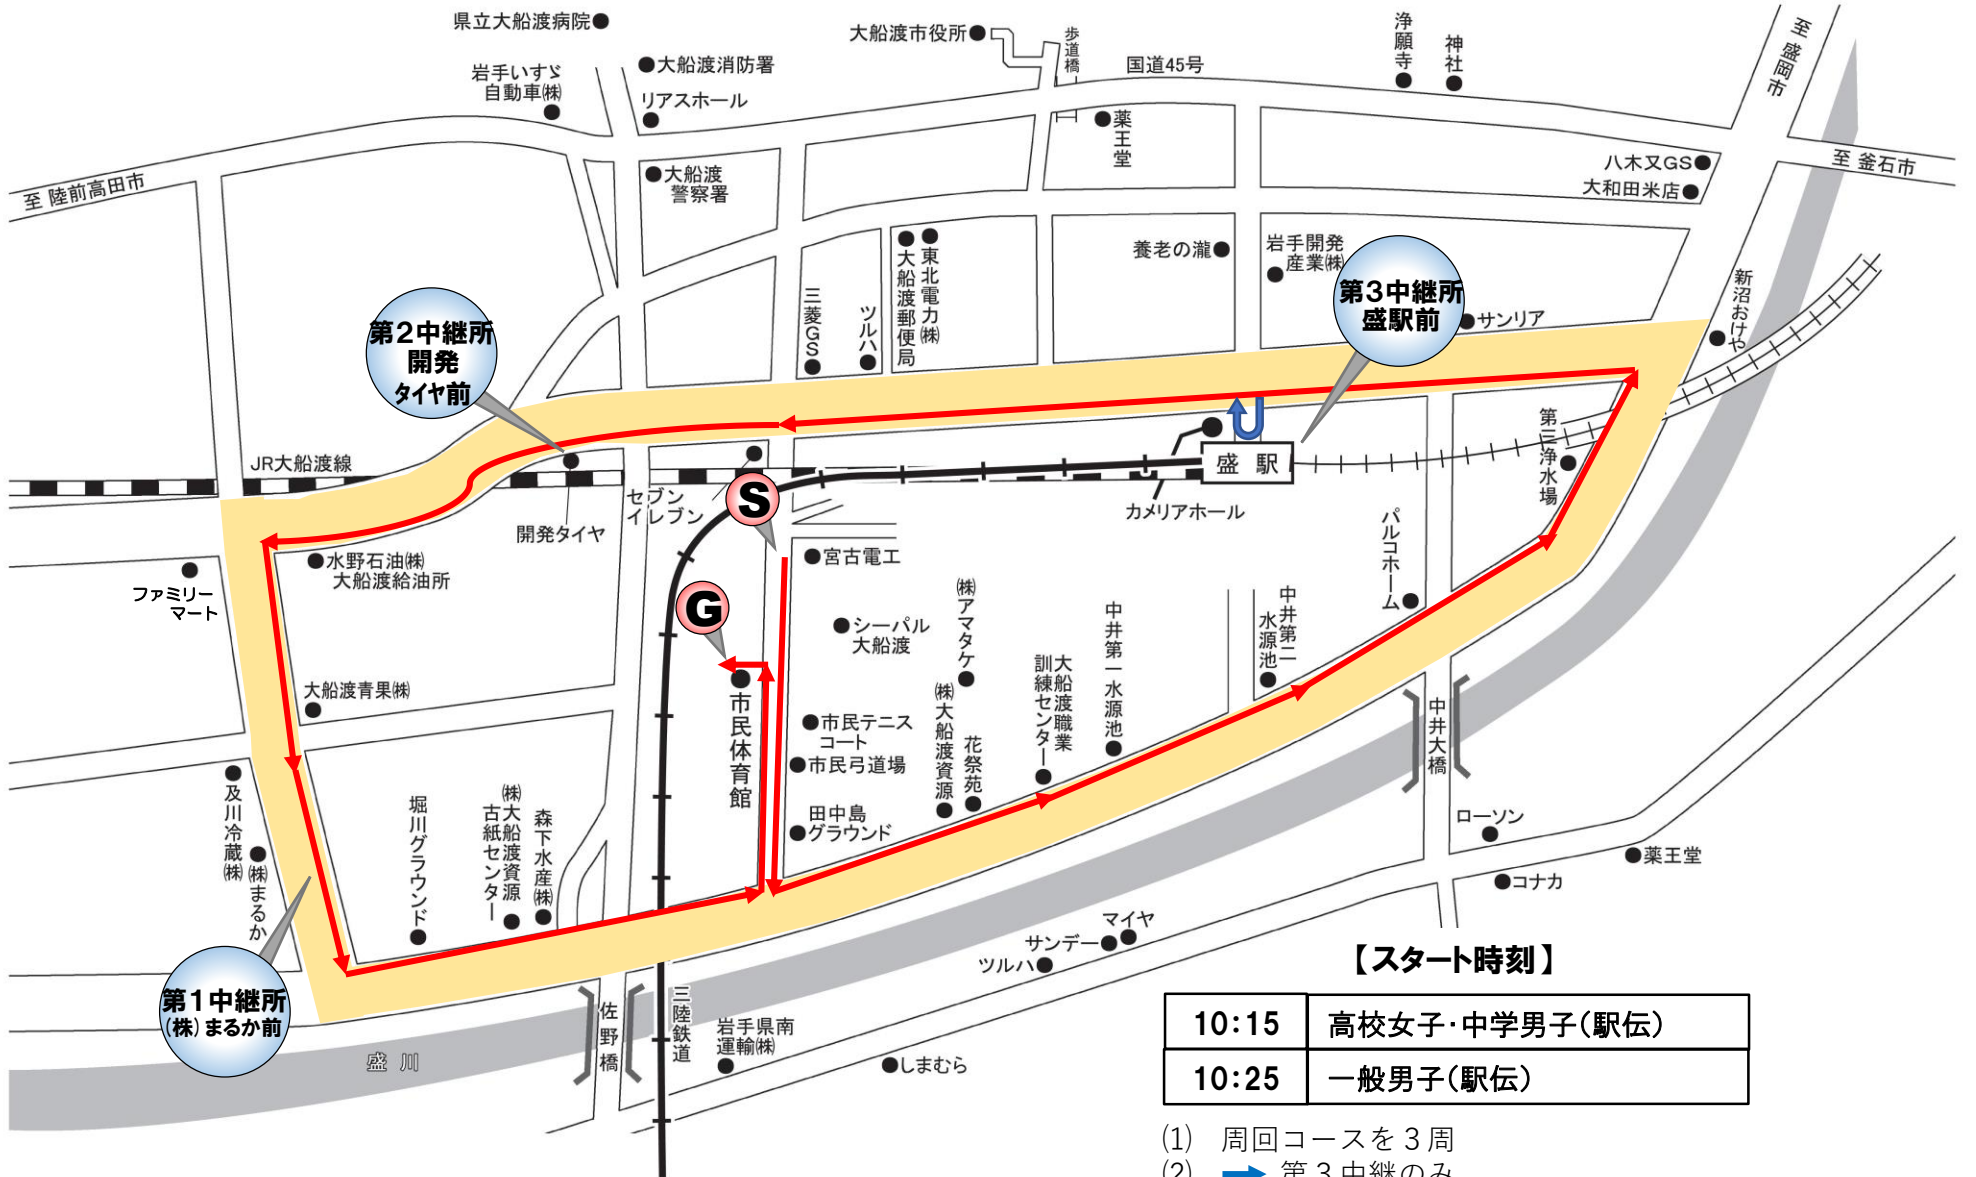 県立大船渡病院
大船渡市役所
歩道橋
国道45号
浄願寺
神社
至 盛岡市
岩手いすゞ
自動車㈱
大船渡消防署
リアスホール
薬王堂
八木又GS
至 釜石市
大和田米店
至 陸前高田市
大船渡
警察署
養老の瀧
岩手開発
産業㈱
大船渡郵便局
東北電力㈱
三菱GS
ツルハ
第3中継所
盛駅前
サンリア
新沼おけや
第2中継所
開発
タイヤ前
JR大船渡線
セブン
イレブン
S
開発タイヤ
盛 駅
カメリアホール
第三浄水場
パルコホーム
水野石油㈱
大船渡給油所
ファミリー
マート
宮古電工
G
シーパル
大船渡
㈱アマタケ
中井第一水源池
中井第二
水源池
大船渡職業
訓練センター
大船渡青果㈱
市民体育館
市民テニス
コート
市民弓道場
田中島
グラウンド
㈱大船渡資源
花祭苑
中井大橋
及川冷蔵㈱
㈱まるか
堀川グラウンド
㈱大船渡資源
古紙センター
森下水産㈱
ローソン
薬王堂
コナカ
マイヤ
サンデー
ツルハ
第1中継所
(株)まるか前
盛 川
佐野橋
三陸鉄道
岩手県南
運輸㈱
しまむら
【スタート時刻】
10:15 高校女子・中学男子(駅伝)
10:25 一般男子(駅伝)
⑴ 周回コースを3周
⑵ 第3中継のみ